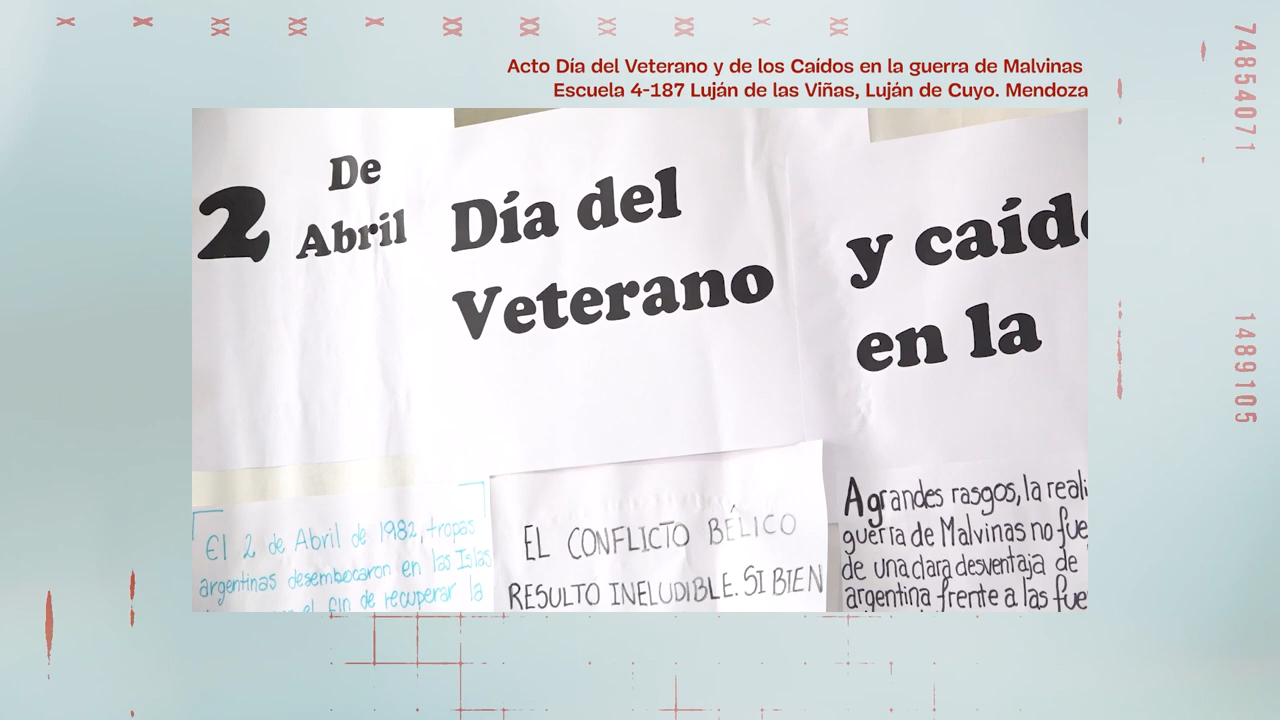 Acto Día del Veterano y de los Caídos en la guerra de Malvinas
Escuela 4-187 Luján de las Viñas, Luján de Cuyo. Mendoza
74854071
1489105
2 De
Abril
Día del
Veterano
y caído
en la
El 2 de Abril de 1982, tropas
argentinas desembocaron en las Islas
el fin de recuperar la
EL CONFLICTO BÉLICO
RESULTO INELUDIBLE. SI BIEN
A grandes rasgos, la reali
guerra de Malvinas no fue
de una clara desventaja de
argentina frente a las fue